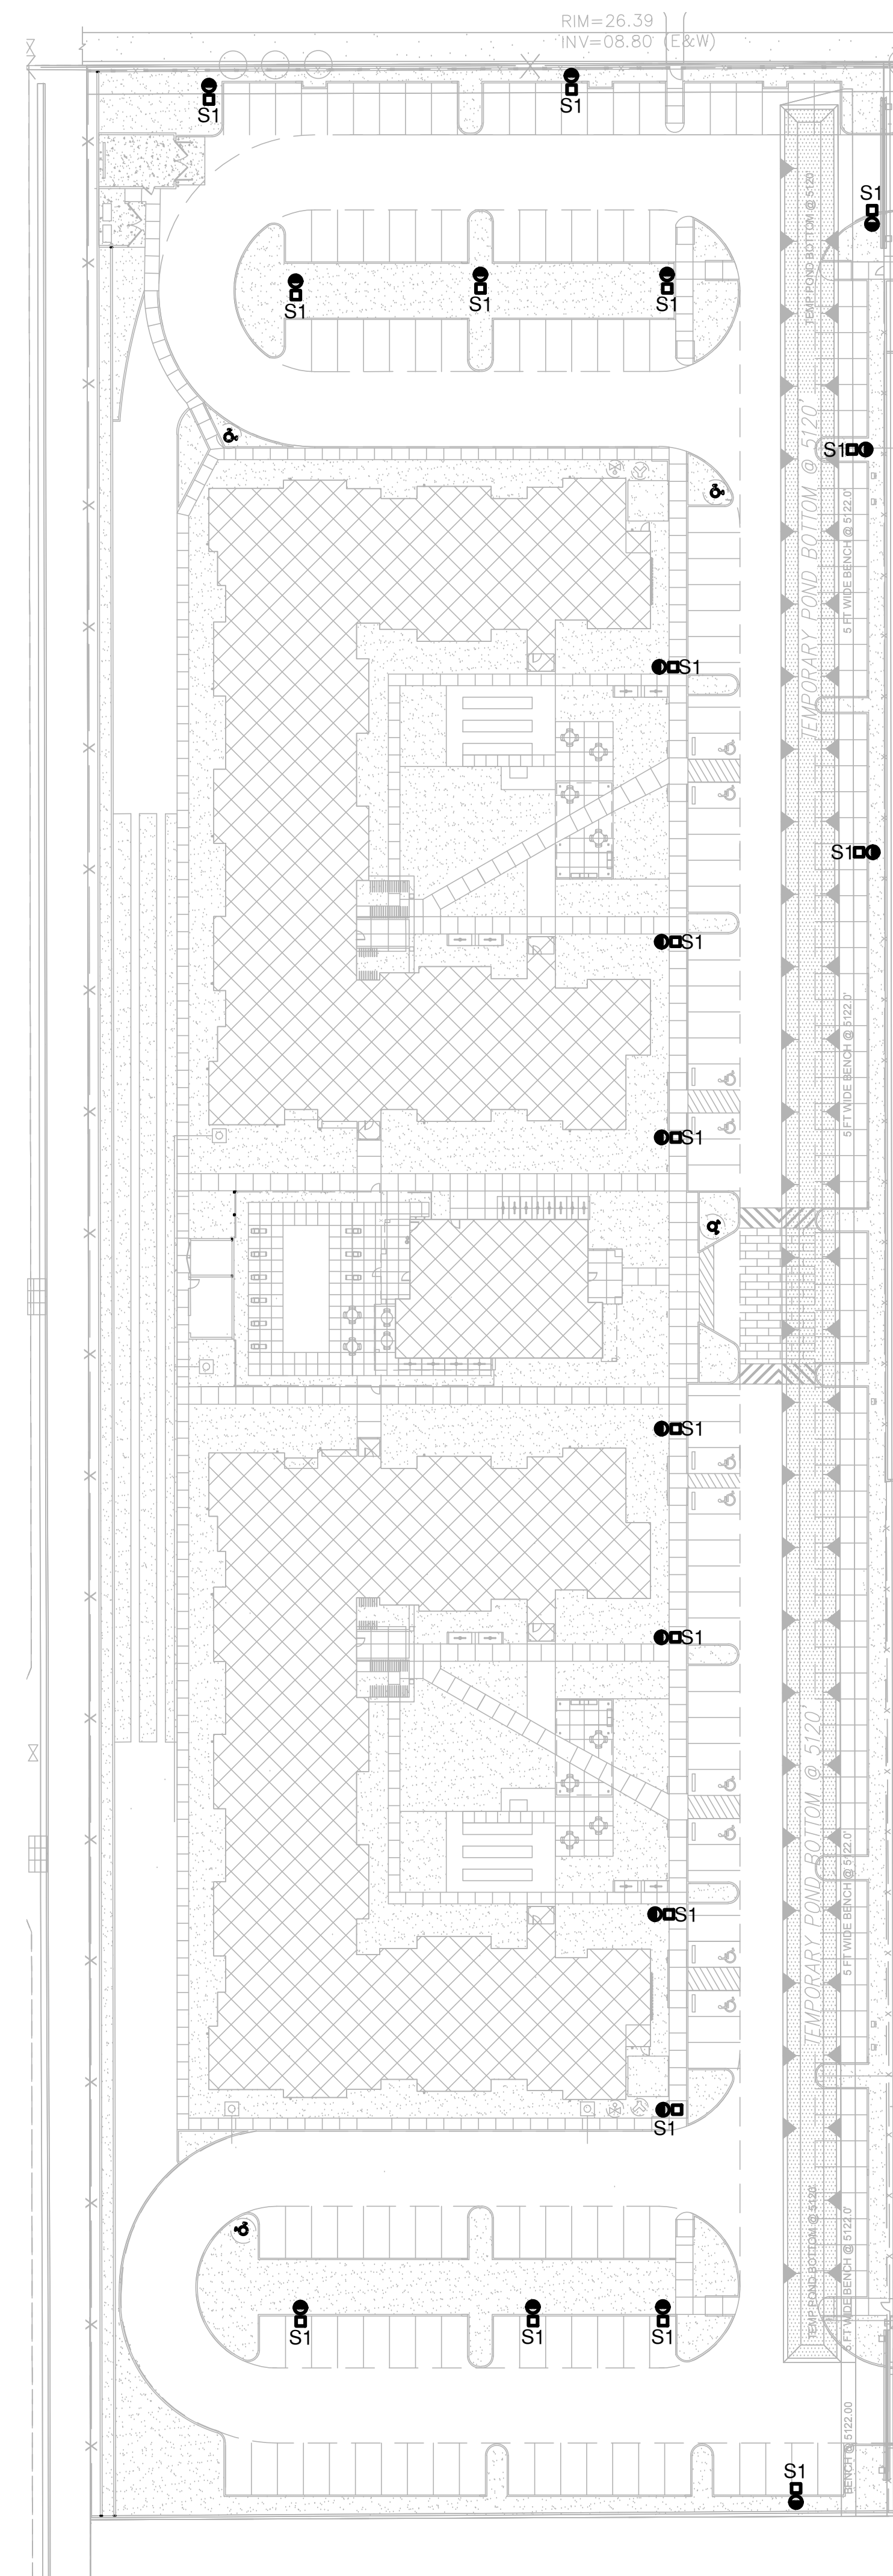 RIM=26.39
INV=08.80 (E&W)
S1
S1
S1
TEMP POND BOTTOM @ 5120'
S1
S1
S1
TEMPORARY POND BOTTOM @ 5120'
S1
5 FT WIDE BENCH @ 5122.0'
S1
S1
S1
5 FT WIDE BENCH @ 5122.0'
S1
S1
S1
TEMPORARY POND BOTTOM @ 5120'
5 FT WIDE BENCH @ 5122.0'
S1
S1
TEMP POND BOTTOM @ 5120'
5 FT WIDE BENCH @ 5122.0'
S1
S1
S1
BENCH @ 5122.00
S1